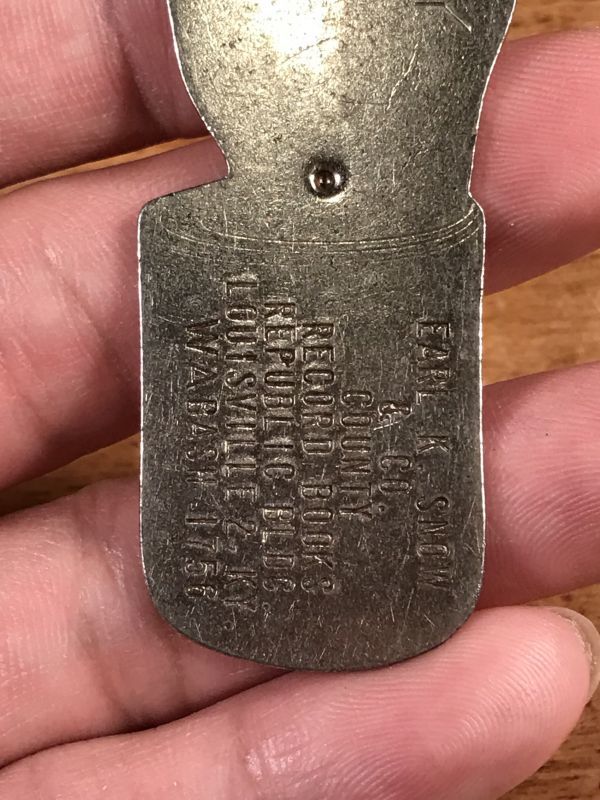 EARL K. SNOW
& CO.
COUNTY
RECORD BOOKS
REPUBLIC BLDG
LOUISVILLE 2, KY
WABASH 1756